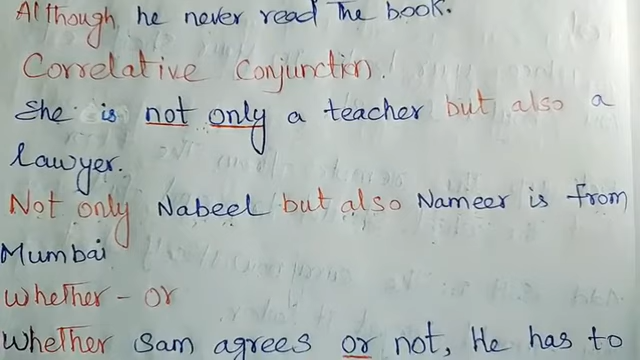 Although he never read the book.
Correlative Conjunction.
She is not only a teacher but also a
lawyer.
Not only Nabeel but also Nameer is from
Mumbai
Whether - or
Whether Sam agrees or not, He has to